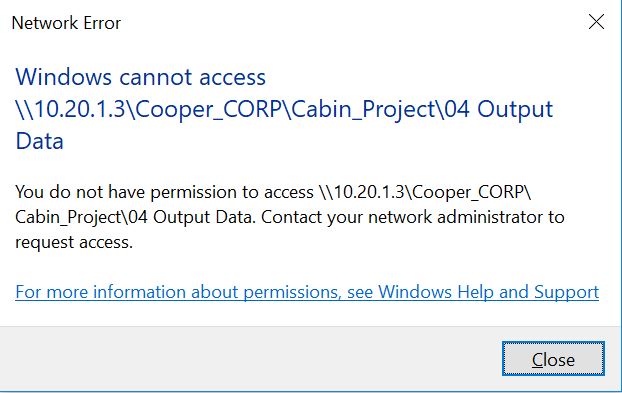 Network Error
Windows cannot access
\\10.20.1.3\Cooper_CORP\Cabin_Project\04 Output
Data
You do not have permission to access \\10.20.1.3\Cooper_CORP\
Cabin_Project\04 Output Data. Contact your network administrator to
request access.
For more information about permissions, see Windows Help and Support
Close